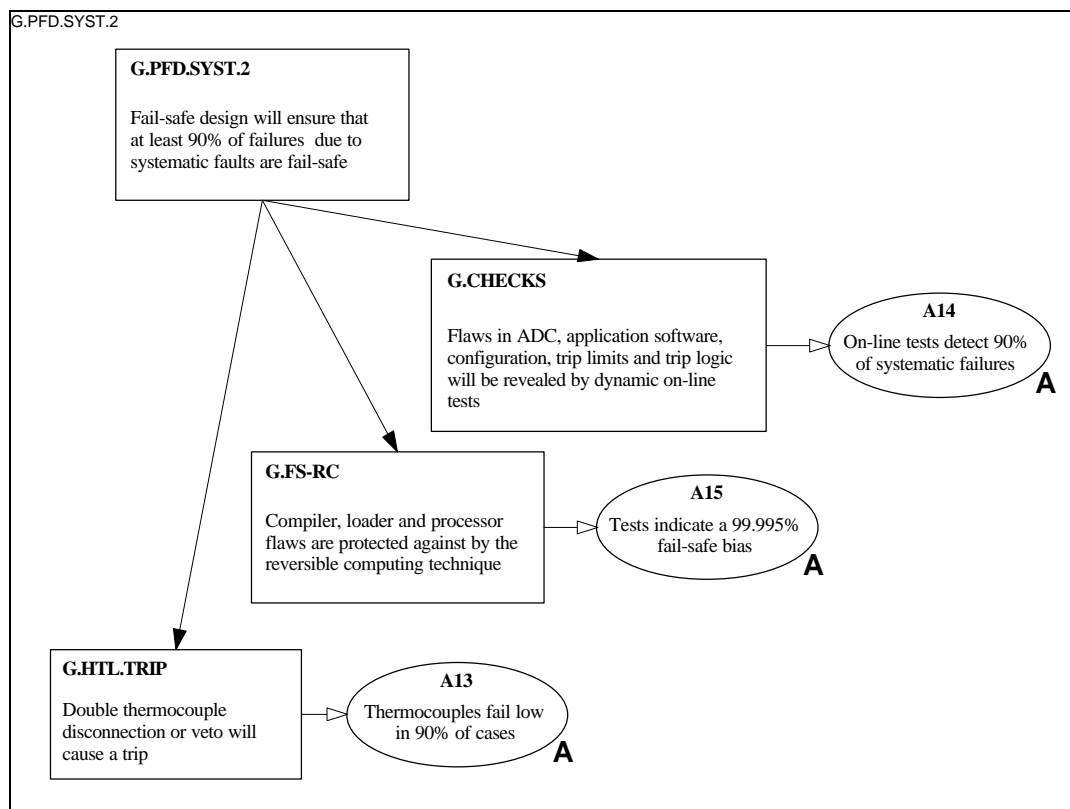 G.PFD.SYST.2
G.PFD.SYST.2
Fail-safe design will ensure that
at least 90% of failures due to
systematic faults are fail-safe
G.CHECKS
Flaws in ADC, application software,
configuration, trip limits and trip logic
will be revealed by dynamic on-line
tests
A14
On-line tests detect 90%
of systematic failures
A
G.FS-RC
Compiler, loader and processor
flaws are protected against by the
reversible computing technique
A15
Tests indicate a 99.995%
fail-safe bias
A
G.HTL.TRIP
Double thermocouple
disconnection or veto will
cause a trip
A13
Thermocouples fail low
in 90% of cases
A